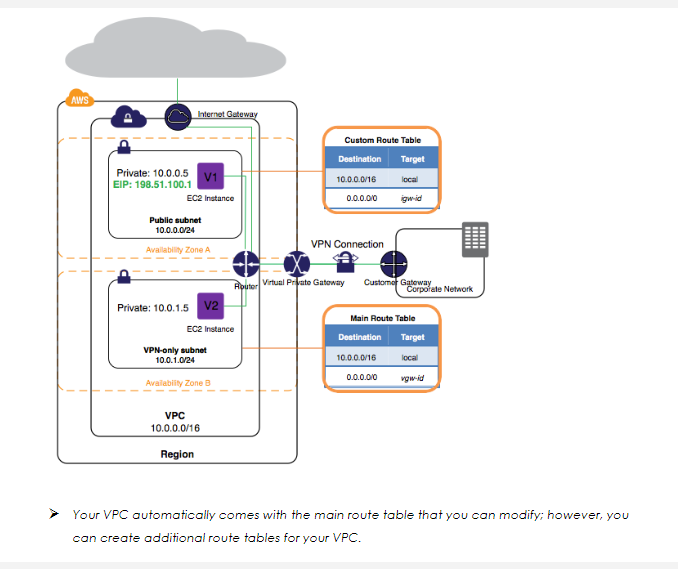 AWS
Internet Gateway
Private: 10.0.0.5
EIP: 198.51.100.1
V1
EC2 Instance
Public subnet
10.0.0.0/24
Availability Zone A
Custom Route Table
Destination Target
10.0.0.0/16 local
0.0.0.0/0 igw-id
VPN Connection
Router
Virtual Private Gateway
Customer Gateway
Corporate Network
Private: 10.0.1.5
V2
EC2 Instance
VPN-only subnet
10.0.1.0/24
Availability Zone B
Main Route Table
Destination Target
10.0.0.0/16 local
0.0.0.0/0 vgw-id
VPC
10.0.0.0/16
Region
Your VPC automatically comes with the main route table that you can modify; however, you
can create additional route tables for your VPC.